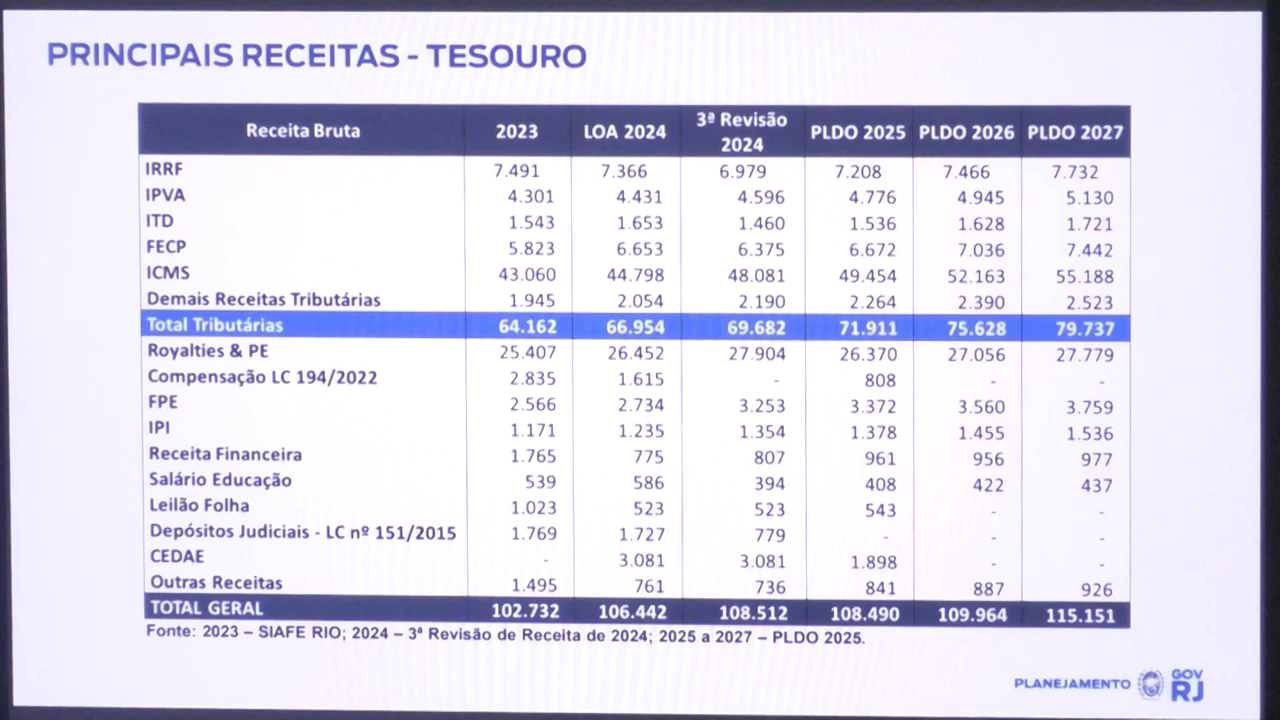 PRINCIPAIS RECEITAS - TESOURO
Receita Bruta 2023 LOA 2024 3ª Revisão 2024 PLDO 2025 PLDO 2026 PLDO 2027
IRRF 7.491 7.366 6.979 7.208 7.466 7.732
IPVA 4.301 4.431 4.596 4.776 4.945 5.130
ITD 1.543 1.653 1.460 1.536 1.628 1.721
FECP 5.823 6.653 6.375 6.672 7.036 7.442
ICMS 43.060 44.798 48.081 49.454 52.163 55.188
Demais Receitas Tributárias 1.945 2.054 2.190 2.264 2.390 2.523
Total Tributárias 64.162 66.954 69.682 71.911 75.628 79.737
Royalties & PE 25.407 26.452 27.904 26.370 27.056 27.779
Compensação LC 194/2022 2.835 1.615 - 808 - -
FPE 2.566 2.734 3.253 3.372 3.560 3.759
IPI 1.171 1.235 1.354 1.378 1.455 1.536
Receita Financeira 1.765 775 807 961 956 977
Salário Educação 539 586 394 408 422 437
Leilão Folha 1.023 523 523 543 - -
Depósitos Judiciais - LC nº 151/2015 1.769 1.727 779 - - -
CEDAE - 3.081 3.081 1.898 - -
Outras Receitas 1.495 761 736 841 887 926
TOTAL GERAL 102.732 106.442 108.512 108.490 109.964 115.151
Fonte: 2023 – SIAFE RIO; 2024 – 3ª Revisão de Receita de 2024; 2025 a 2027 – PLDO 2025.
PLANEJAMENTO GOV RJ